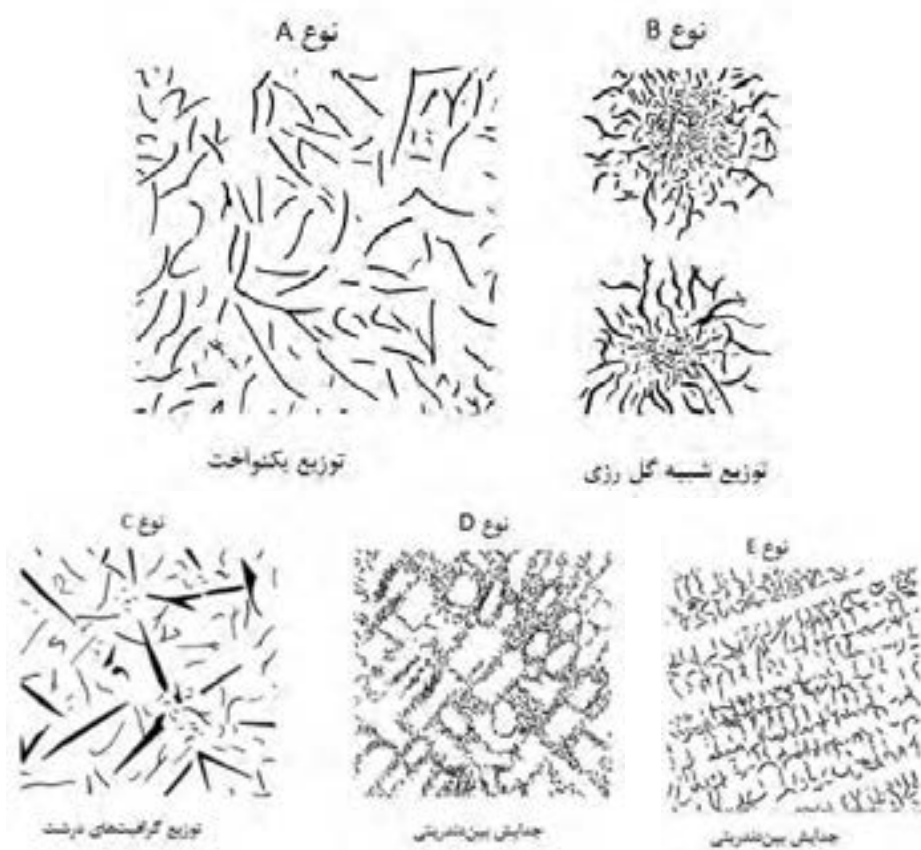 نوع A
نوع B
توزیع یکنواخت
توزیع شبیه گل رزی
نوع C
نوع D
نوع E
توزیع گرافیت‌های درشت
جدایش بین‌دندریتی
جدایش بین‌دندریتی